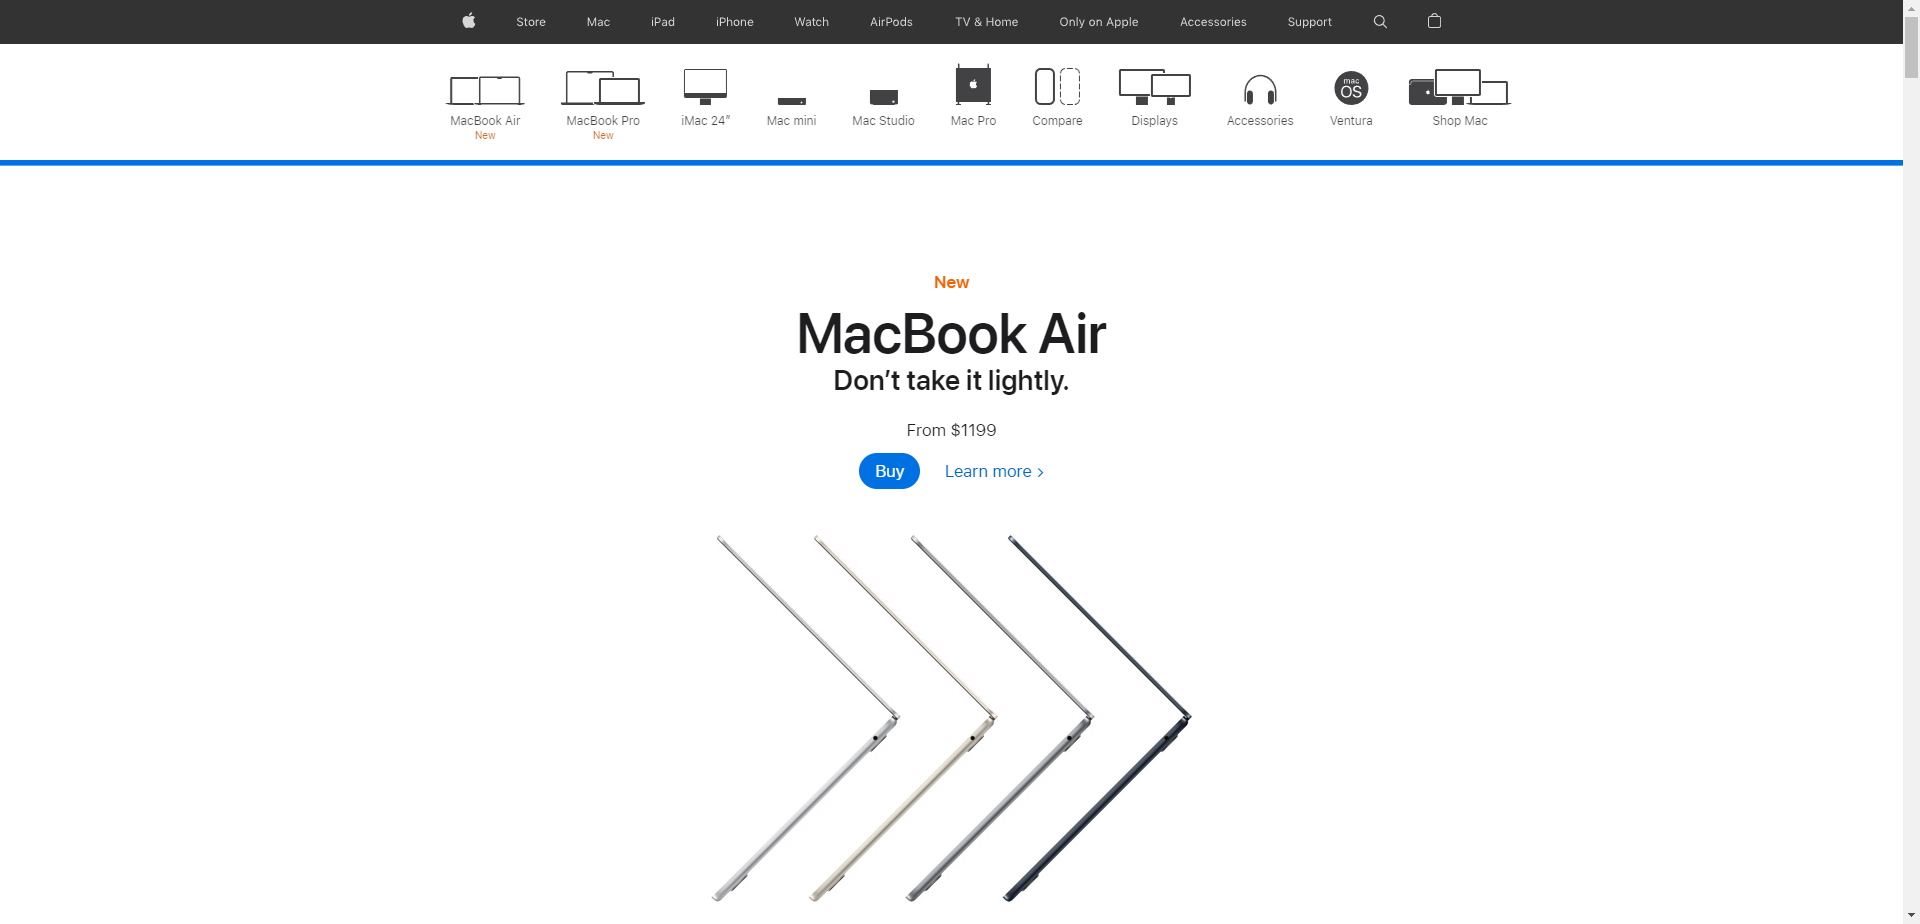 Store Mac iPad iPhone Watch AirPods TV & Home Only on Apple Accessories Support
mac
OS
MacBook Air MacBook Pro iMac 24″ Mac mini Mac Studio Mac Pro Compare Displays Accessories Ventura Shop Mac
New New
New
MacBook Air
Don’t take it lightly.
From $1199
Buy Learn more >